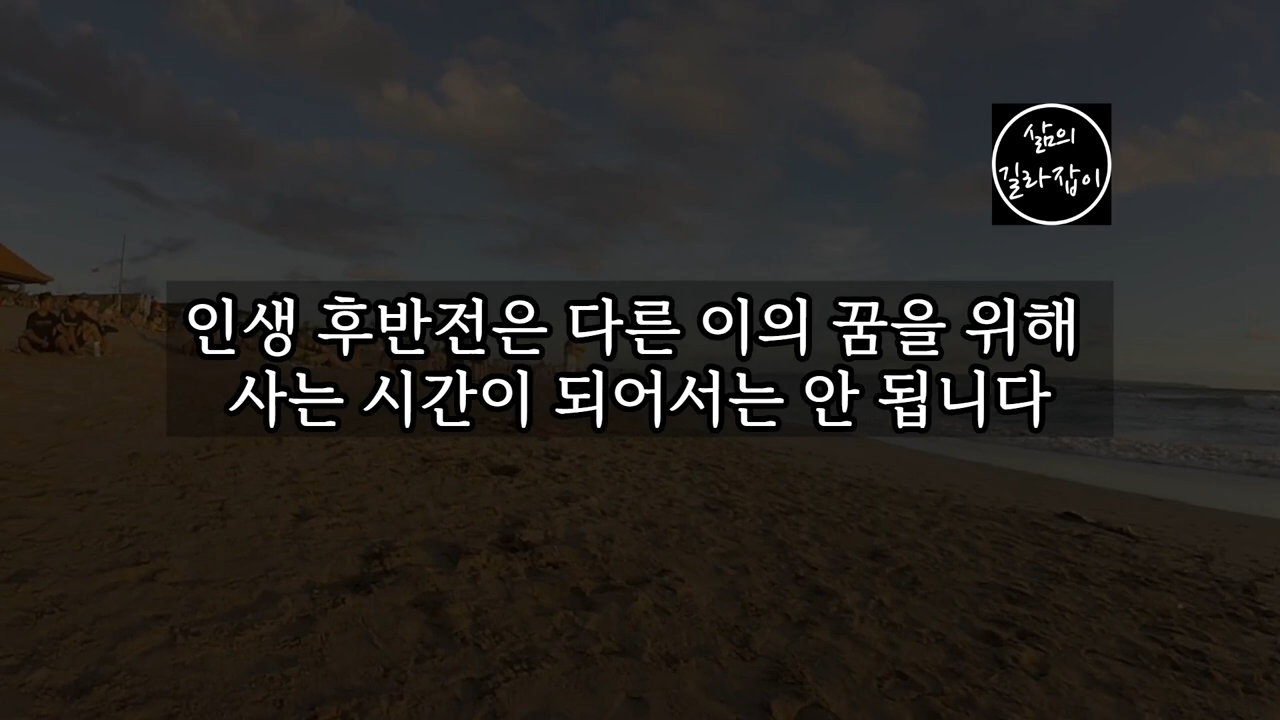 삶의
길라잡이
인생 후반전은 다른 이의 꿈을 위해
사는 시간이 되어서는 안 됩니다